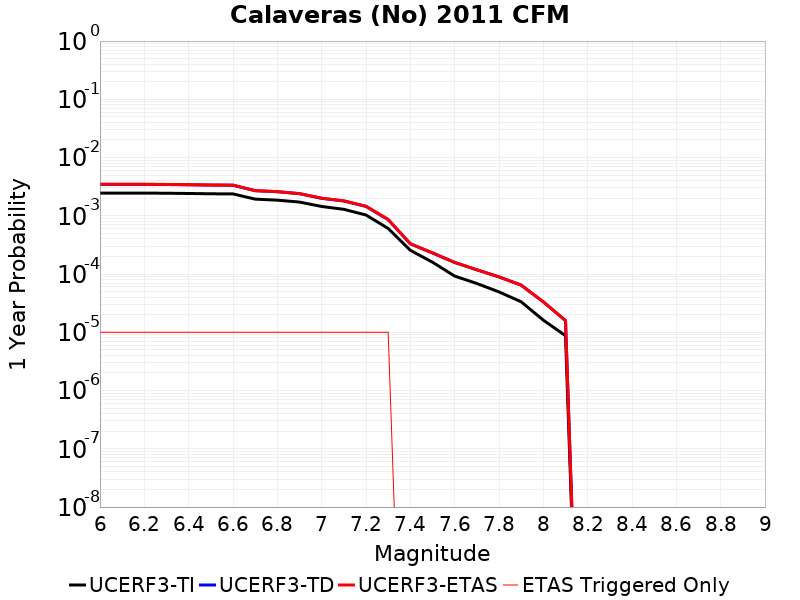 Calaveras (No) 2011 CFM
10^0
10^-1
10^-2
10^-3
10^-4
10^-5
10^-6
10^-7
10^-8
1 Year Probability
6 6.2 6.4 6.6 6.8 7 7.2 7.4 7.6 7.8 8 8.2 8.4 8.6 8.8 9
Magnitude
UCERF3-TI UCERF3-TD UCERF3-ETAS ETAS Triggered Only